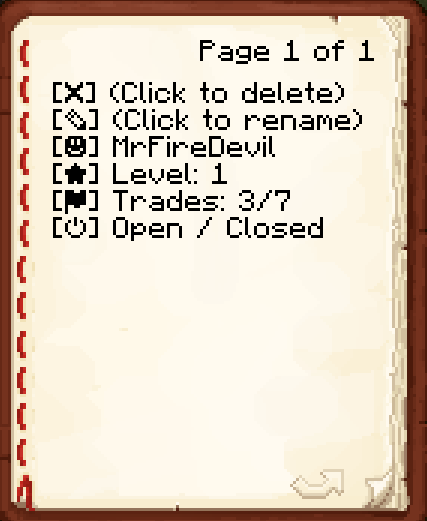 Page 1 of 1
[✘] (Click to delete)
[✎] (Click to rename)
[☻] MrFireDevil
[★] Level: 1
[⚑] Trades: 3/7
[⏻] Open / Closed